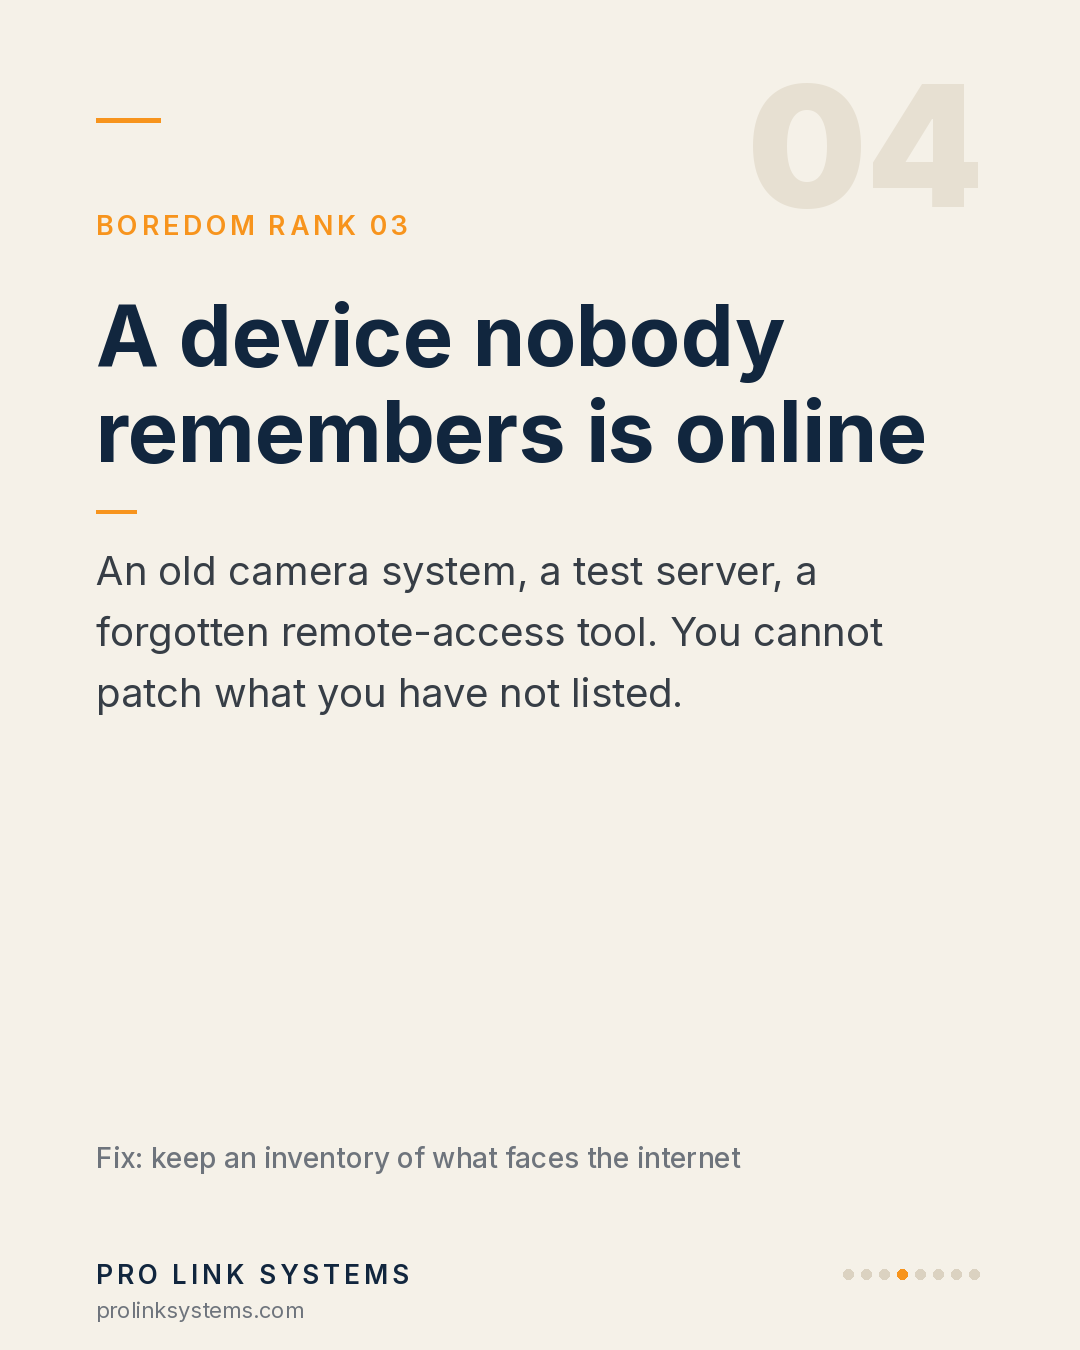 04
BOREDOM RANK 03
A device nobody
remembers is online
An old camera system, a test server, a
forgotten remote-access tool. You cannot
patch what you have not listed.
Fix: keep an inventory of what faces the internet
PRO LINK SYSTEMS
prolinksystems.com